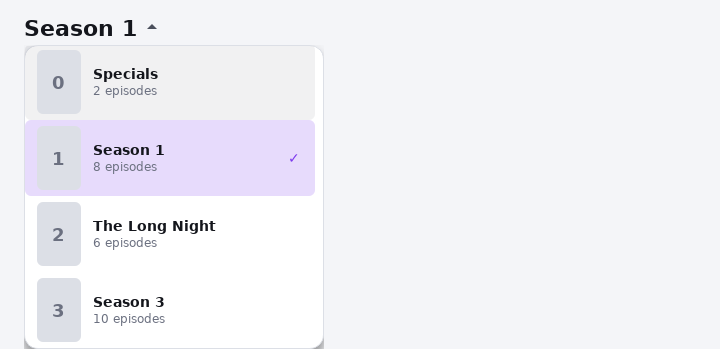 Season 1
0
Specials
2 episodes
1
Season 1
8 episodes
✓
2
The Long Night
6 episodes
3
Season 3
10 episodes